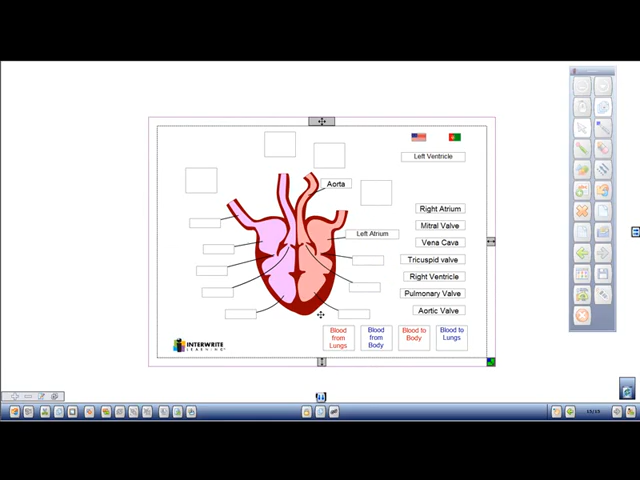 Left Ventricle
Aorta
Right Atrium
Mitral Valve
Left Atrium
Vena Cava
Tricuspid valve
Right Ventricle
Pulmonary Valve
Aortic Valve
Blood from Lungs
Blood from Body
Blood to Body
Blood to Lungs
INTERWRITE
LEARNING